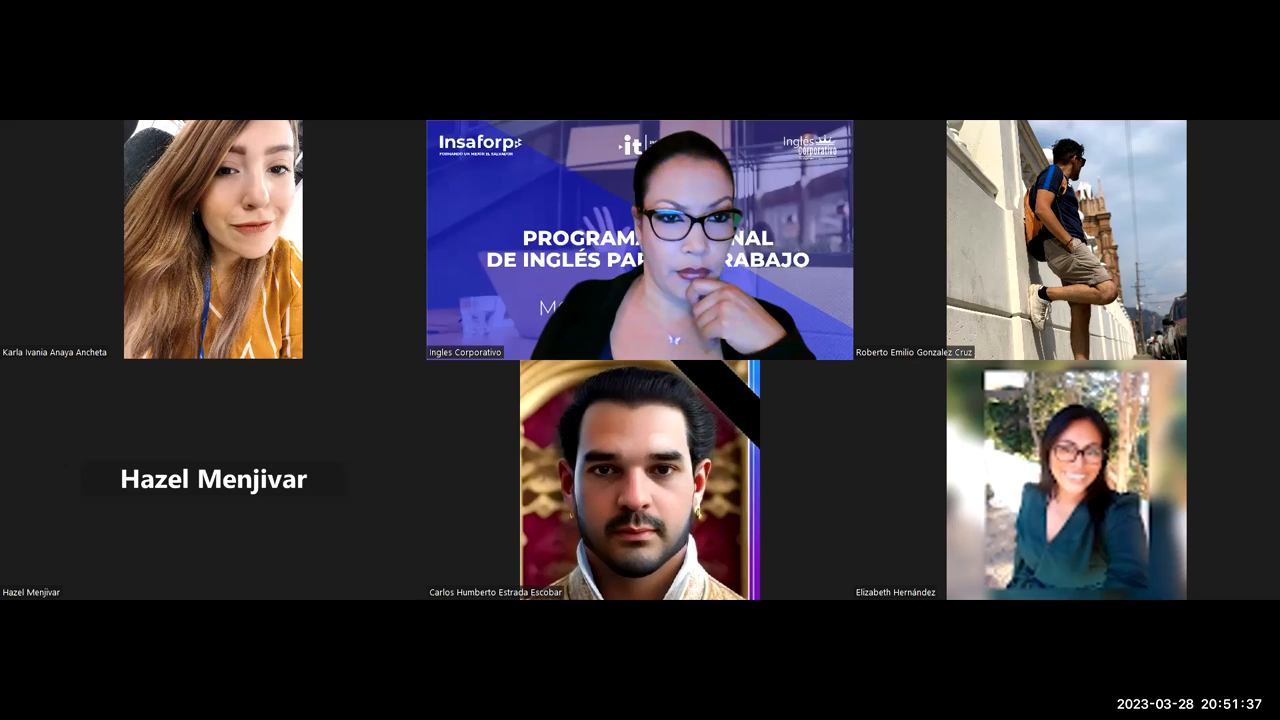 Insaforp
FORMANDO UN MEJOR EL SALVADOR
it
Inglés
corporativo
PROGRAMA NAL
DE INGLÉS PA RABAJO
Karla Ivania Anaya Ancheta
Ingles Corporativo
Roberto Emilio Gonzalez Cruz
Hazel Menjivar
Hazel Menjivar
Carlos Humberto Estrada Escobar
Elizabeth Hernández
2023-03-28 20:51:37